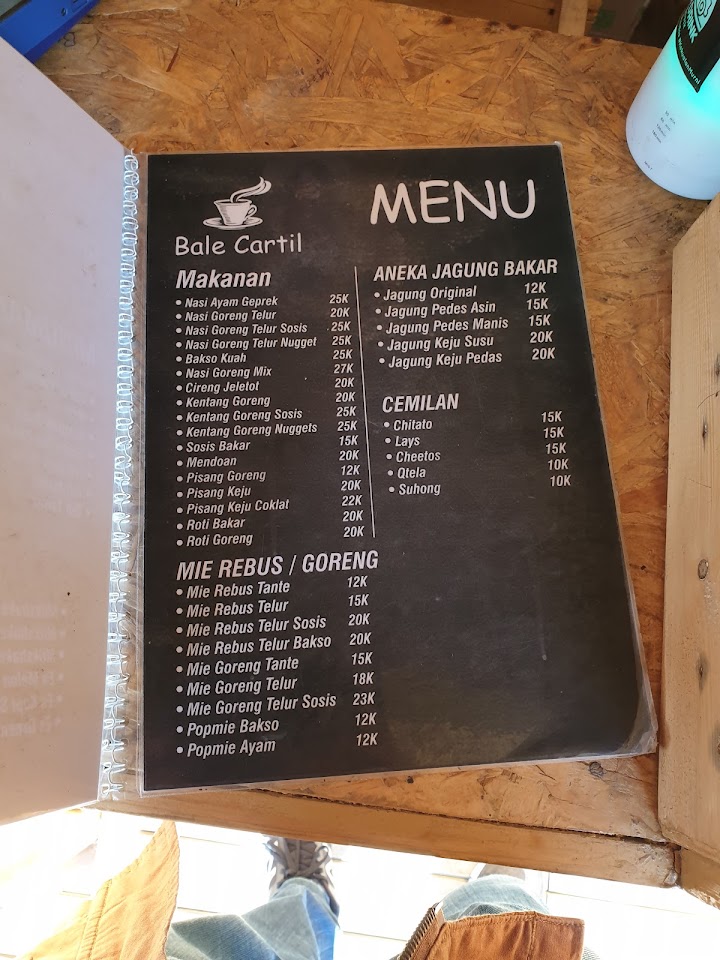 Bale Cartil
MENU
Makanan
• Nasi Ayam Geprek 25K
• Nasi Goreng Telur 20K
• Nasi Goreng Telur Sosis 25K
• Nasi Goreng Telur Nugget 25K
• Bakso Kuah 25K
• Nasi Goreng Mix 27K
• Cireng Jeletot 20K
• Kentang Goreng 20K
• Kentang Goreng Sosis 25K
• Kentang Goreng Nuggets 25K
• Sosis Bakar 15K
• Mendoan 20K
• Pisang Goreng 12K
• Pisang Keju 20K
• Pisang Keju Coklat 22K
• Roti Bakar 20K
• Roti Goreng 20K
MIE REBUS / GORENG
• Mie Rebus Tante 12K
• Mie Rebus Telur 15K
• Mie Rebus Telur Sosis 20K
• Mie Rebus Telur Bakso 20K
• Mie Goreng Tante 15K
• Mie Goreng Telur 18K
• Mie Goreng Telur Sosis 23K
• Popmie Bakso 12K
• Popmie Ayam 12K
ANEKA JAGUNG BAKAR
• Jagung Original 12K
• Jagung Pedes Asin 15K
• Jagung Pedes Manis 15K
• Jagung Keju Susu 20K
• Jagung Keju Pedas 20K
CEMILAN
• Chitato 15K
• Lays 15K
• Cheetos 15K
• Qtela 10K
• Suhong 10K